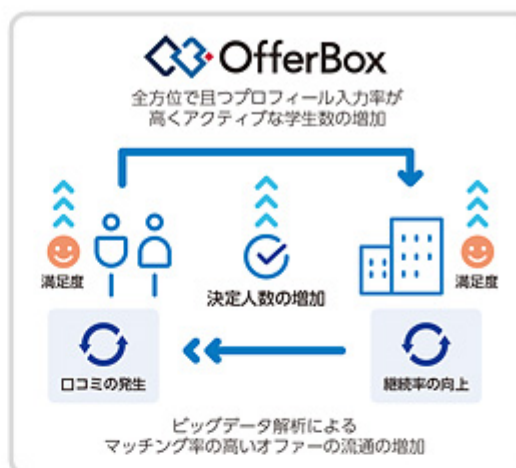 OfferBox
全方位で且つプロフィール入力率が
高くアクティブな学生数の増加
満足度
決定人数の増加
満足度
口コミの発生
継続率の向上
ビッグデータ解析による
マッチング率の高いオファーの流通の増加